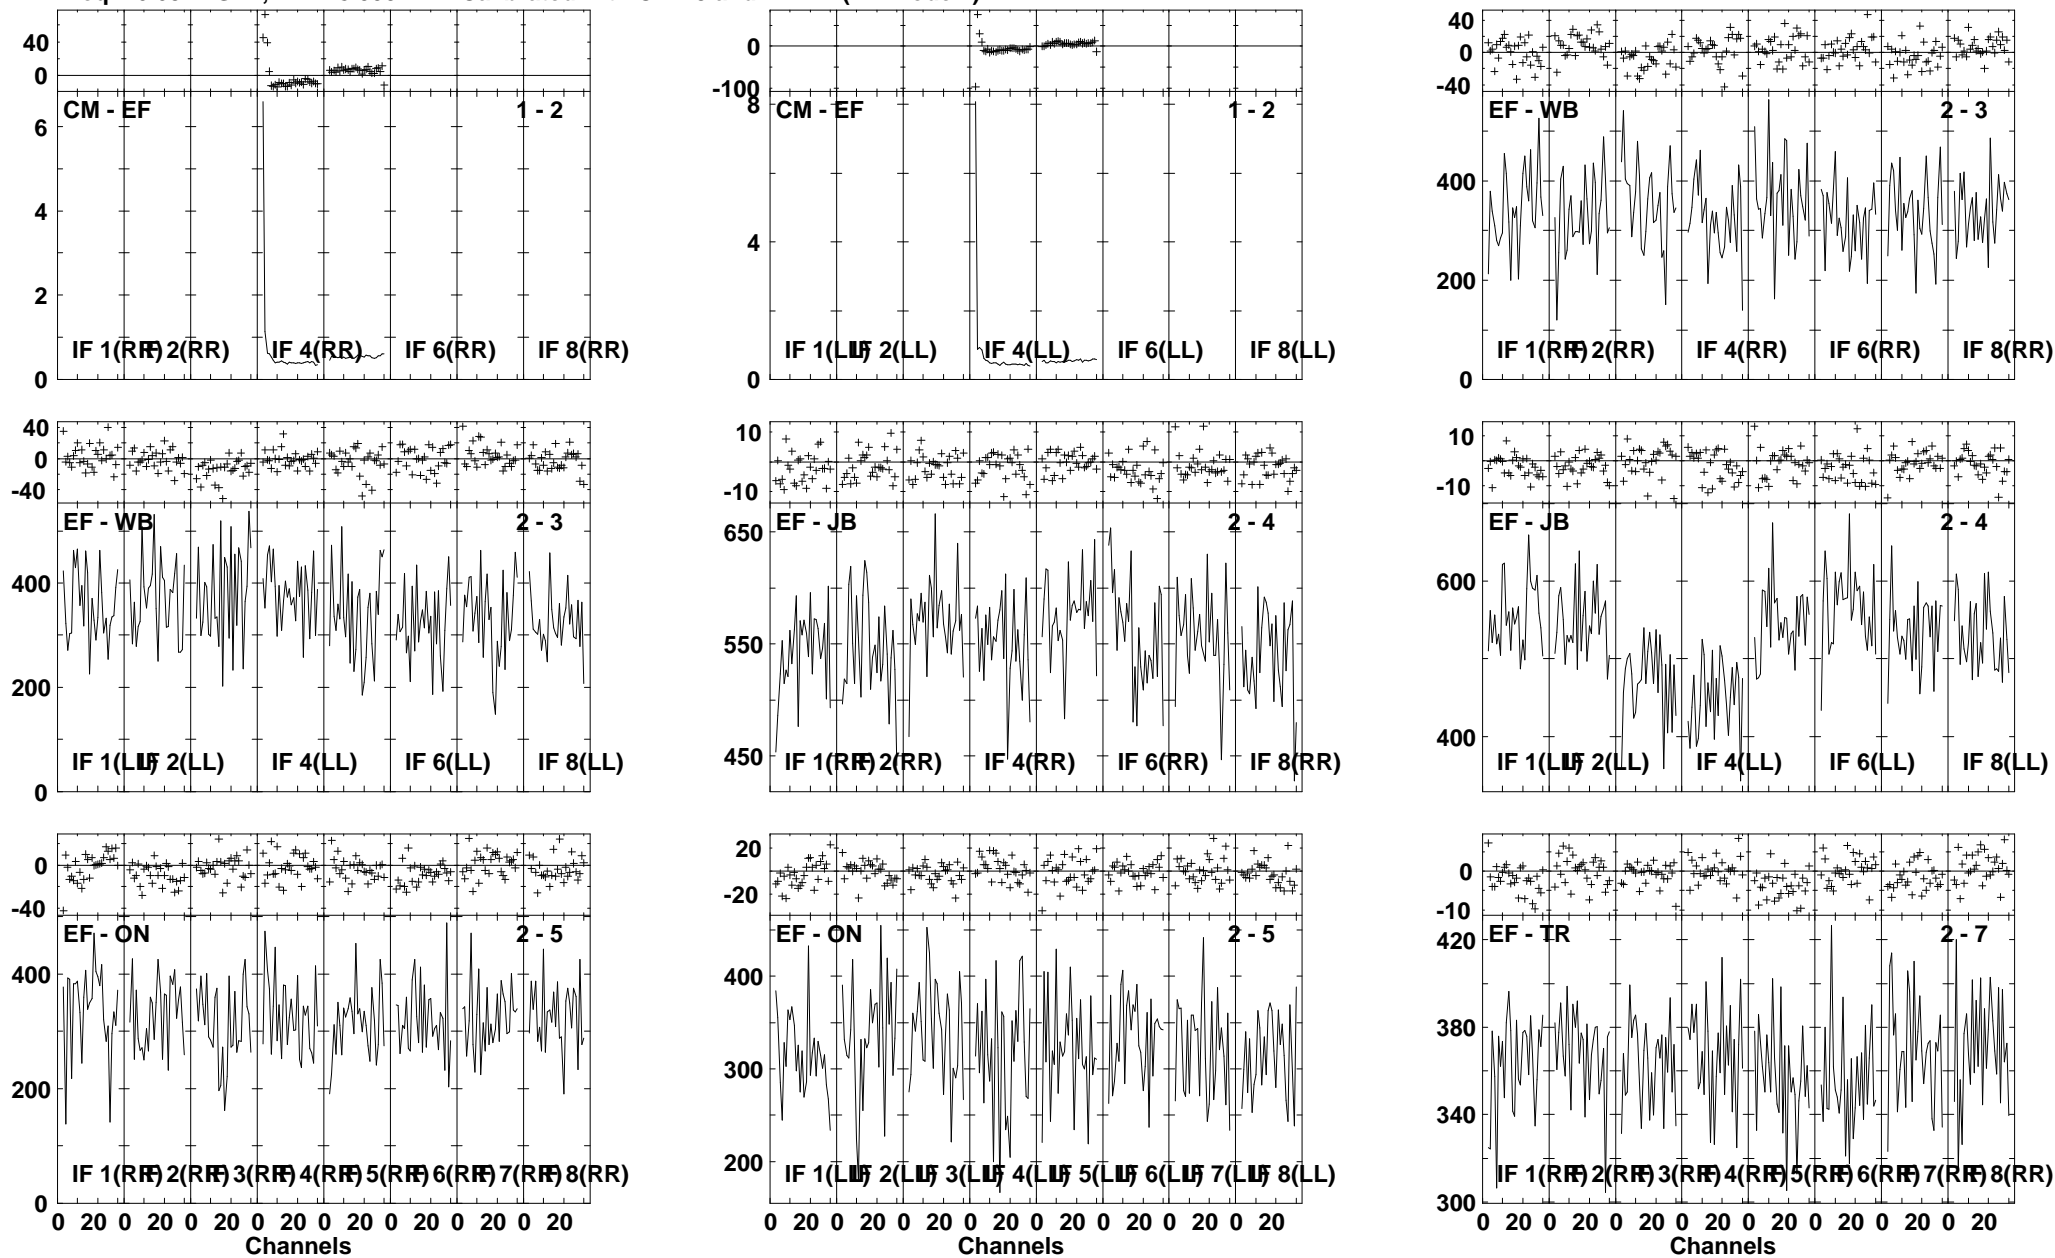 40
0
CM - EF 1 - 2
6
4
2
0
IF 1(RR) IF 2(RR) IF 4(RR) IF 6(RR) IF 8(RR)
0
-100
CM - EF 1 - 2
8
4
0
IF 1(LL) IF 2(LL) IF 4(LL) IF 6(LL) IF 8(LL)
40
0
-40
EF - WB 2 - 3
400
200
0
IF 1(RR) IF 2(RR) IF 4(RR) IF 6(RR) IF 8(RR)
40
0
-40
EF - WB 2 - 3
400
200
0
IF 1(LL) IF 2(LL) IF 4(LL) IF 6(LL) IF 8(LL)
10
-10
EF - JB 2 - 4
650
550
450
IF 1(RR) IF 2(RR) IF 4(RR) IF 6(RR) IF 8(RR)
10
-10
EF - JB 2 - 4
600
400
IF 1(LL) IF 2(LL) IF 4(LL) IF 6(LL) IF 8(LL)
0
-40
EF - ON 2 - 5
400
200
0
IF 1(RR) IF 2(RR) IF 3(RR) IF 4(RR) IF 5(RR) IF 6(RR) IF 7(RR) IF 8(RR)
0 20 0 20 0 20 0 20 0 20 0 20 0 20 0 20
Channels
20
-20
EF - ON 2 - 5
400
300
200
IF 1(LL) IF 2(LL) IF 3(LL) IF 4(LL) IF 5(LL) IF 6(LL) IF 7(LL) IF 8(LL)
0 20 0 20 0 20 0 20 0 20 0 20 0 20 0 20
Channels
0
-10
EF - TR 2 - 7
420
380
340
300
IF 1(RR) IF 2(RR) IF 3(RR) IF 4(RR) IF 5(RR) IF 6(RR) IF 7(RR) IF 8(RR)
0 20 0 20 0 20 0 20 0 20 0 20 0 20 0 20
Channels